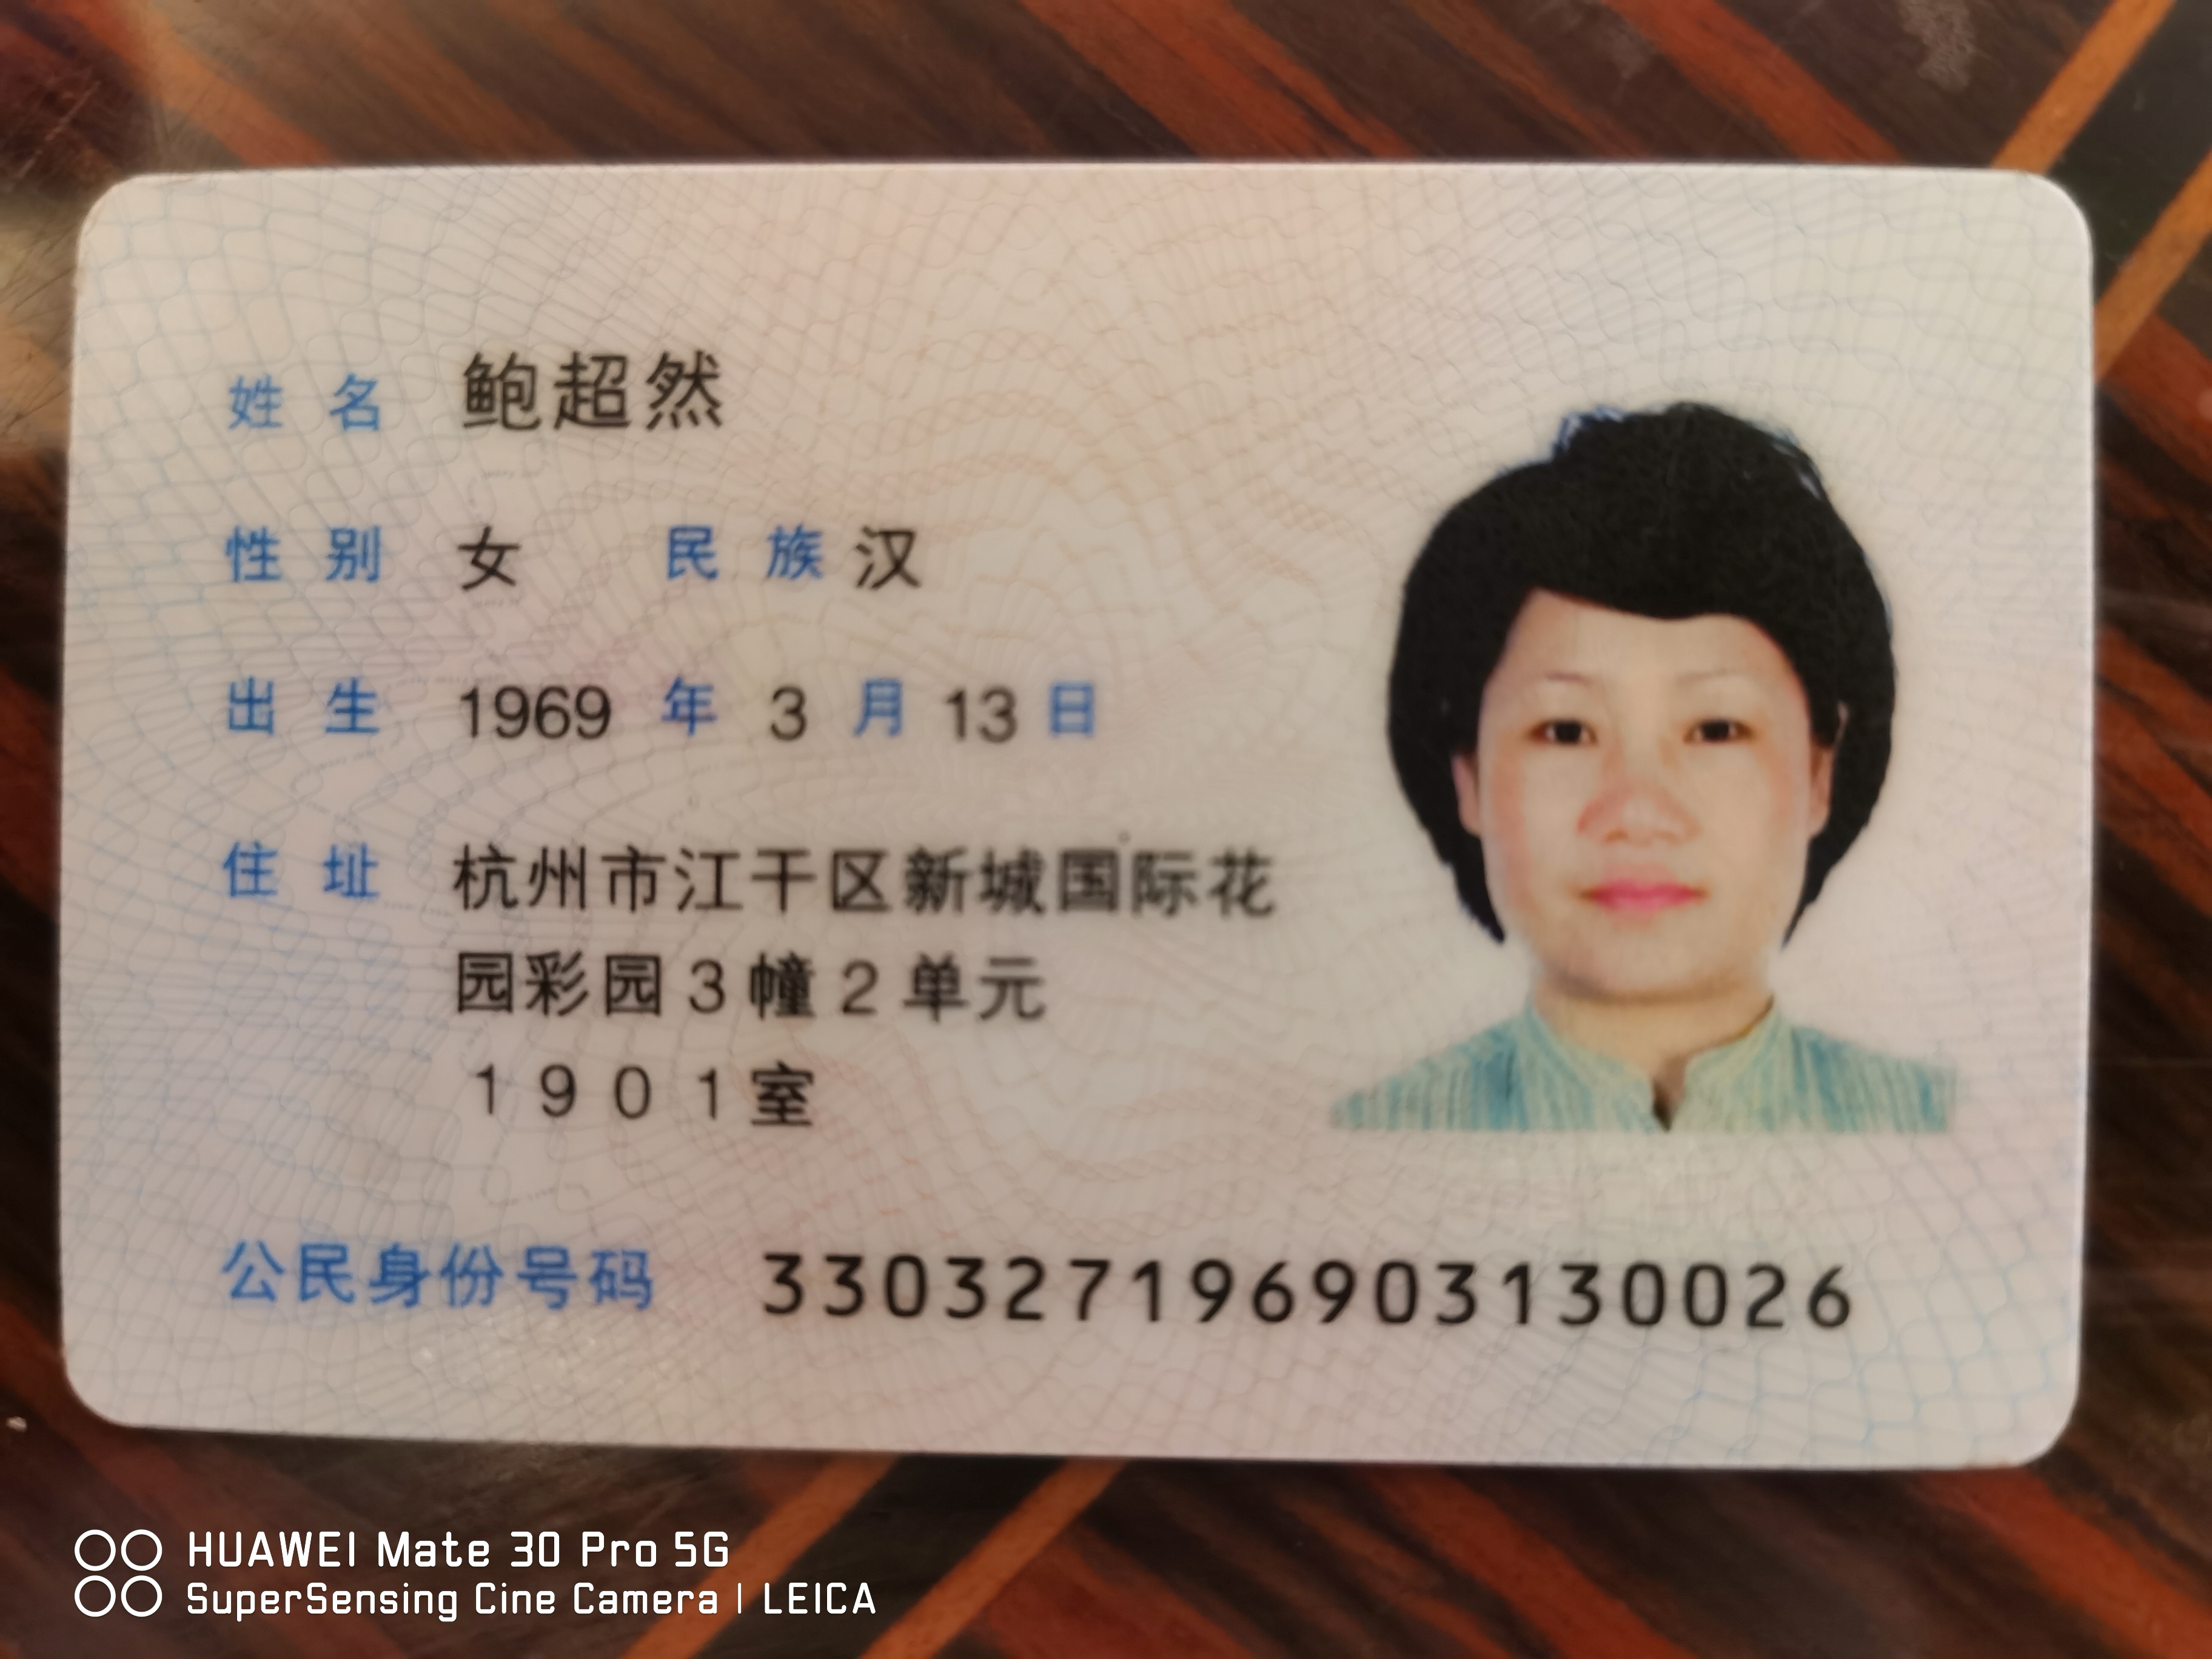 姓名 鲍超然
性别 女 民族 汉
出生 1969 年 3 月 13 日
住址 杭州市江干区新城国际花
园彩园3幢2单元
1901室
公民身份号码 330327196903130026
HUAWEI Mate 30 Pro 5G
SuperSensing Cine Camera | LEICA